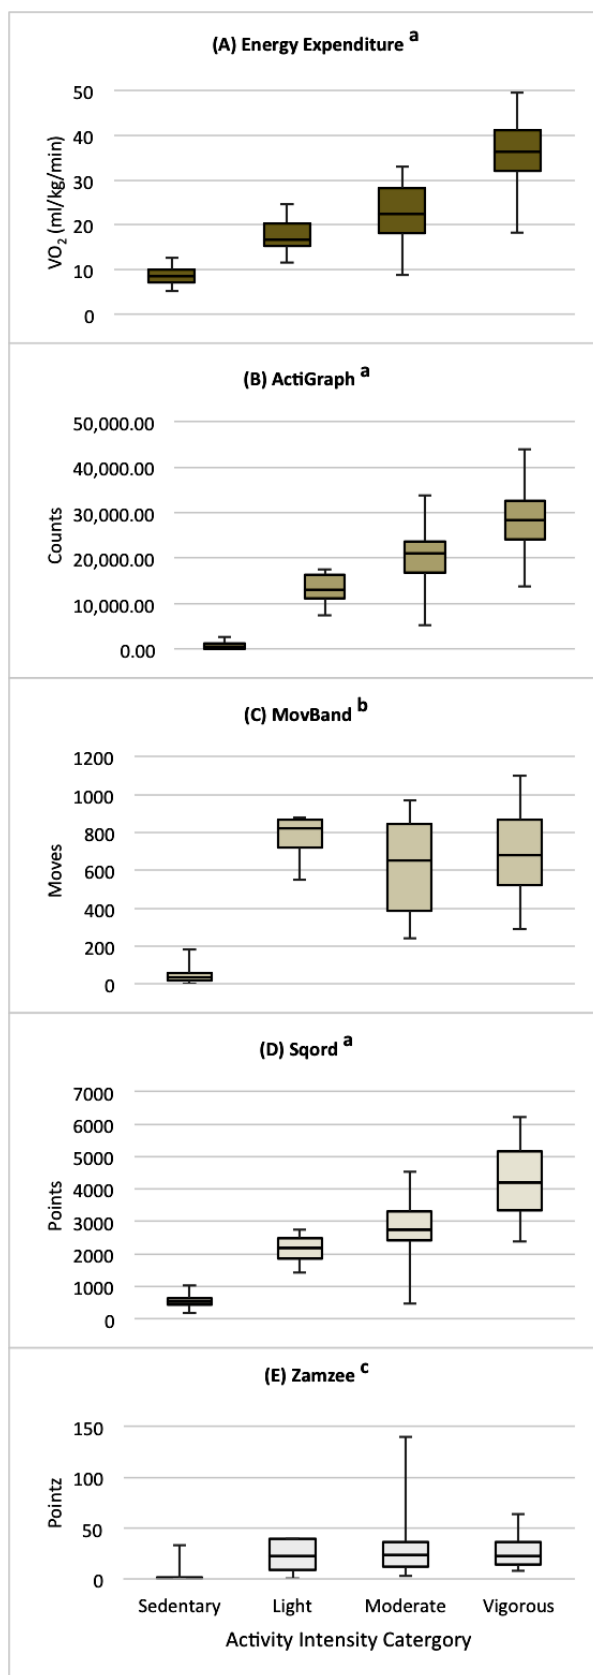 (A) Energy Expenditure a
VO2 (ml/kg/min)
50
40
30
20
10
0
(B) ActiGraph a
Counts
50,000.00
40,000.00
30,000.00
20,000.00
10,000.00
0.00
(C) MovBand b
Moves
1200
1000
800
600
400
200
0
(D) Sqord a
Points
7000
6000
5000
4000
3000
2000
1000
0
(E) Zamzee c
Pointz
150
100
50
0
Sedentary Light Moderate Vigorous
Activity Intensity Catergory